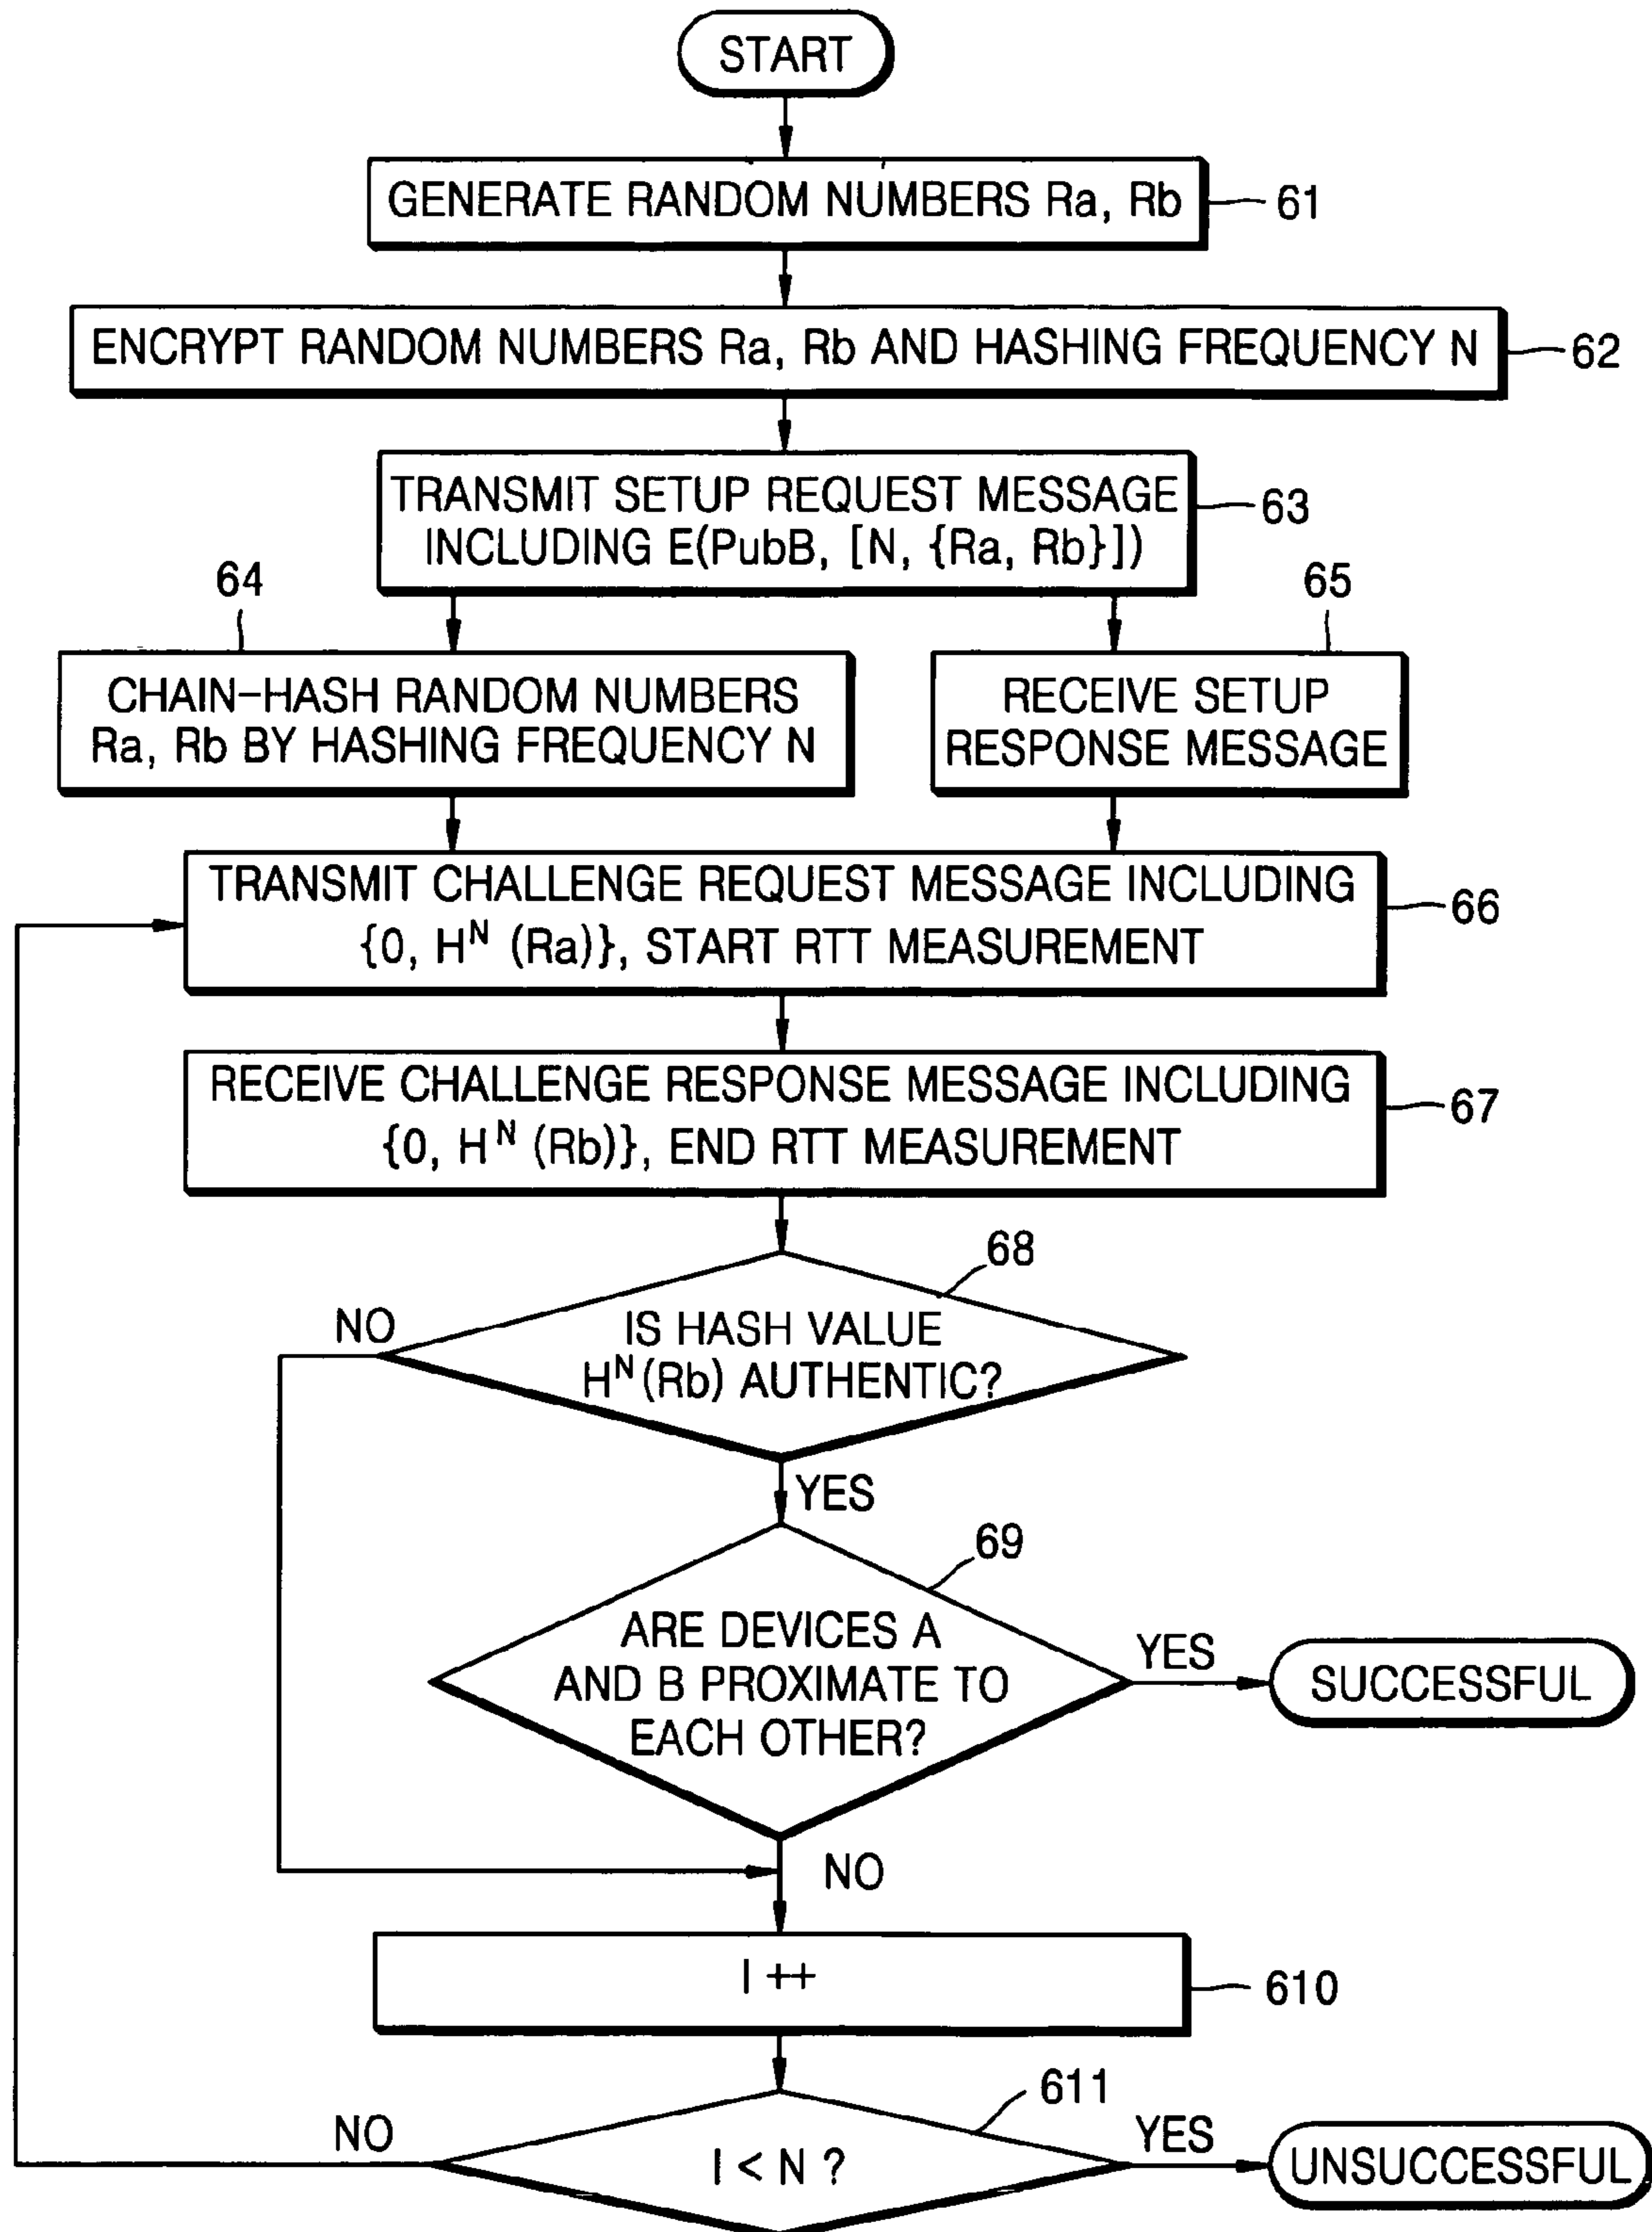 START
GENERATE RANDOM NUMBERS Ra, Rb
61
ENCRYPT RANDOM NUMBERS Ra, Rb AND HASHING FREQUENCY N
62
TRANSMIT SETUP REQUEST MESSAGE
INCLUDING E(PubB, [N, {Ra, Rb}])
63
64
65
CHAIN-HASH RANDOM NUMBERS
Ra, Rb BY HASHING FREQUENCY N
RECEIVE SETUP
RESPONSE MESSAGE
TRANSMIT CHALLENGE REQUEST MESSAGE INCLUDING
{0, H^N (Ra)}, START RTT MEASUREMENT
66
RECEIVE CHALLENGE RESPONSE MESSAGE INCLUDING
{0, H^N (Rb)}, END RTT MEASUREMENT
67
68
NO
IS HASH VALUE
H^N (Rb) AUTHENTIC?
YES
69
ARE DEVICES A
AND B PROXIMATE TO
EACH OTHER?
YES
SUCCESSFUL
NO
I ++
610
611
NO
I < N ?
YES
UNSUCCESSFUL